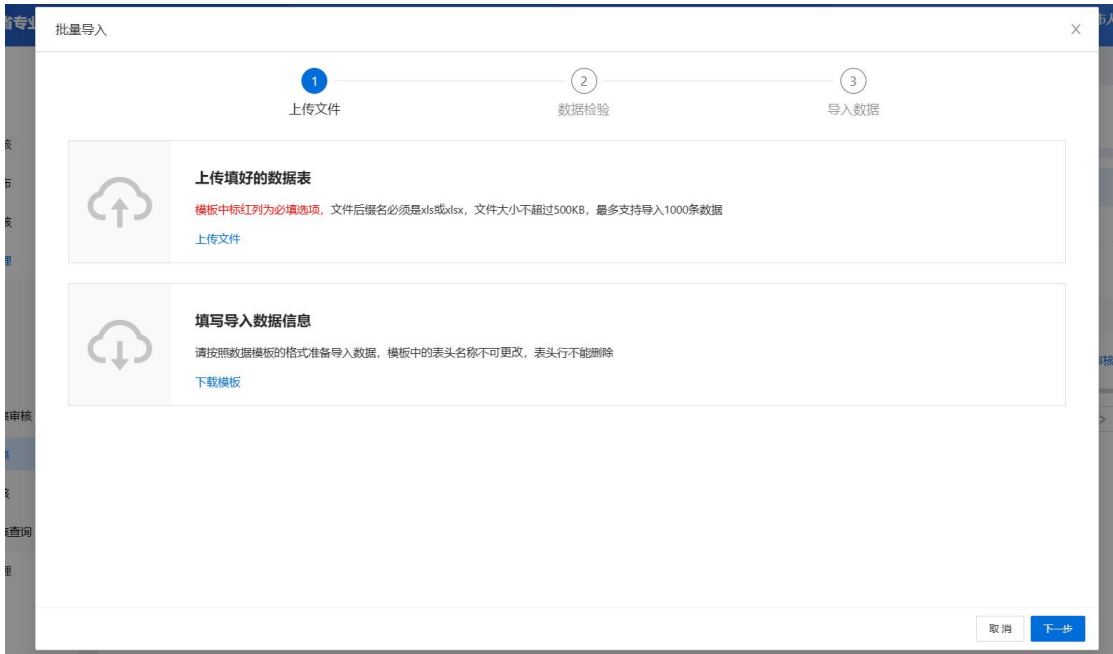 省专业
批量导入
1
2
3
上传文件
数据检验
导入数据
上传填好的数据表
模板中标红列为必填选项，文件后缀名必须是xls或xlsx，文件大小不超过500KB，最多支持导入1000条数据
上传文件
填写导入数据信息
请按照数据模板的格式准备导入数据，模板中的表头名称不可更改，表头行不能删除
下载模板
审核
查询
取消
下一步